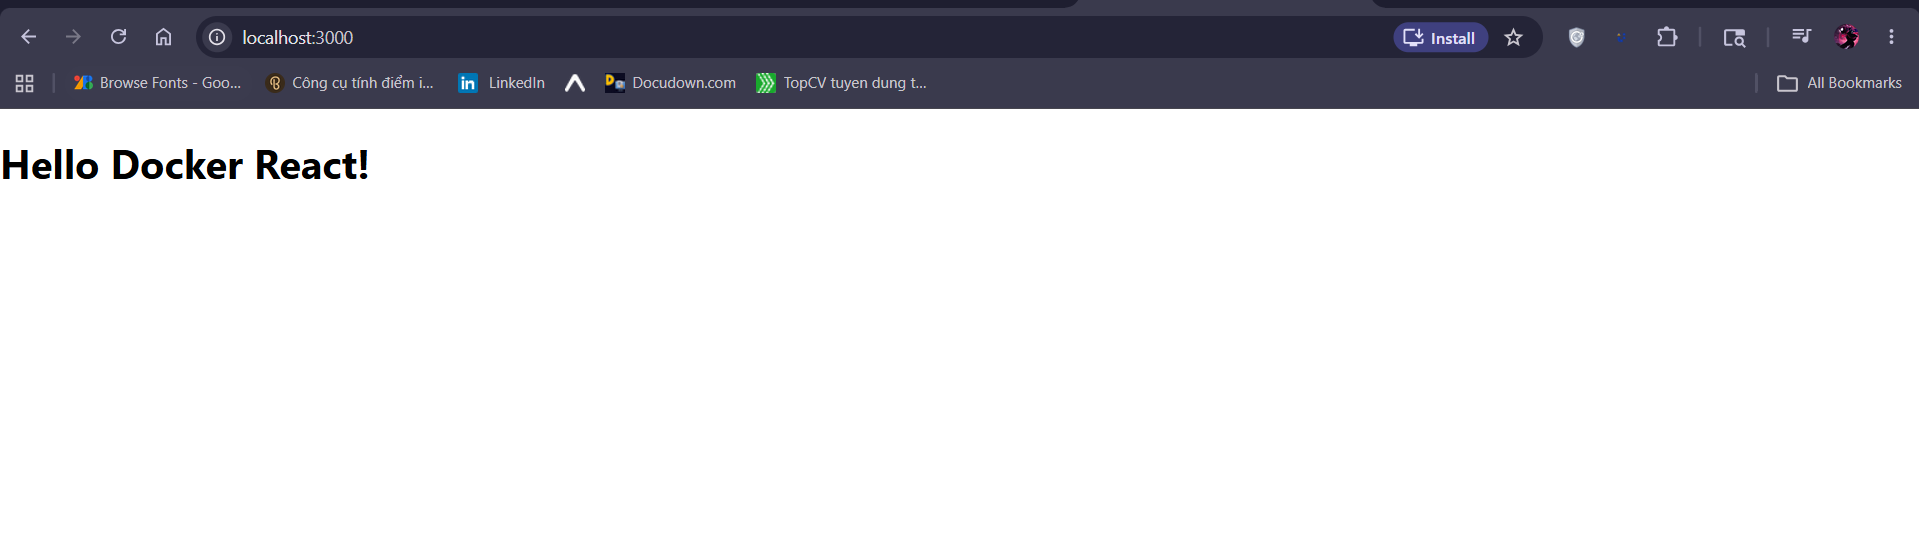 localhost:3000
Install
Browse Fonts - Goo...
Công cụ tính điểm i...
LinkedIn
Docudown.com
TopCV tuyen dung t...
All Bookmarks
Hello Docker React!